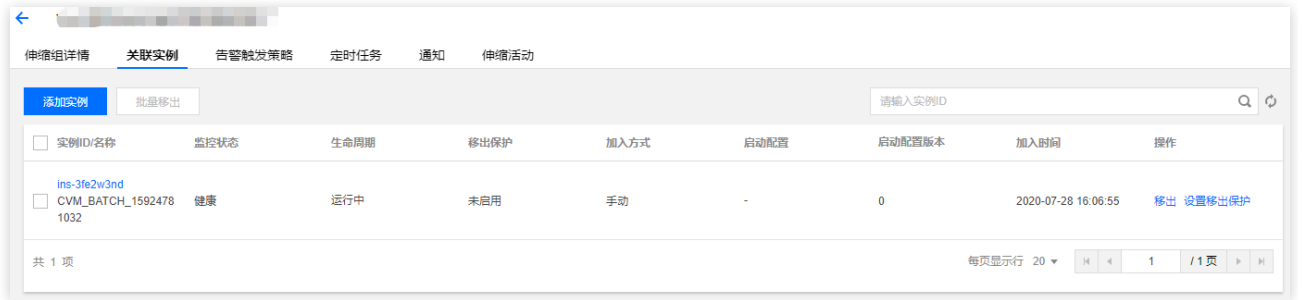 伸缩组详情 关联实例 告警触发策略 定时任务 通知 伸缩活动
添加实例 批量移出 请输入实例ID
实例ID/名称 监控状态 生命周期 移出保护 加入方式 启动配置 启动配置版本 加入时间 操作
ins-3fe2w3nd
CVM_BATCH_1592478 健康 运行中 未启用 手动 - 0 2020-07-28 16:06:55 移出 设置移出保护
1032
共 1 项 每页显示行 20 1 / 1 页